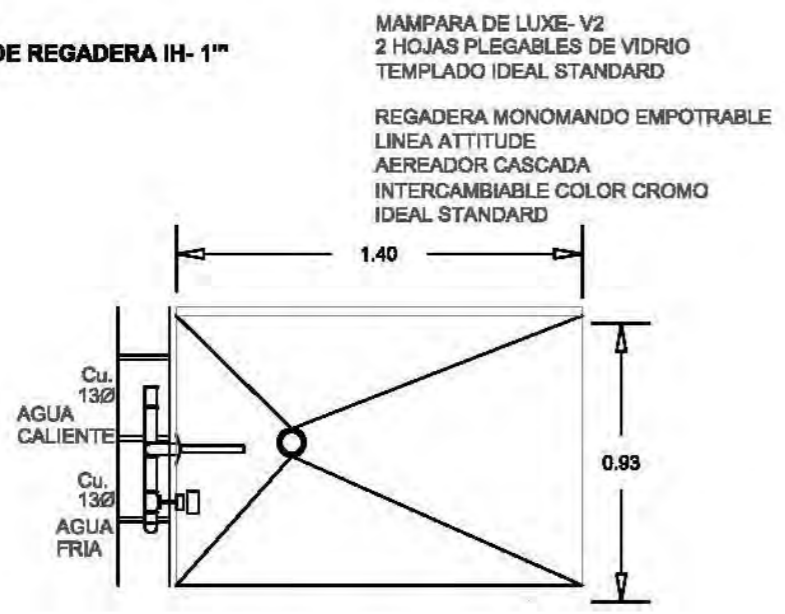 DE REGADERA IH- 1'"
MAMPARA DE LUXE- V2
2 HOJAS PLEGABLES DE VIDRIO
TEMPLADO IDEAL STANDARD
REGADERA MONOMANDO EMPOTRABLE
LINEA ATTITUDE
AEREADOR CASCADA
INTERCAMBIABLE COLOR CROMO
IDEAL STANDARD
1.40
Cu.
13Ø
AGUA
CALIENTE
0.93
Cu.
13Ø
AGUA
FRIA